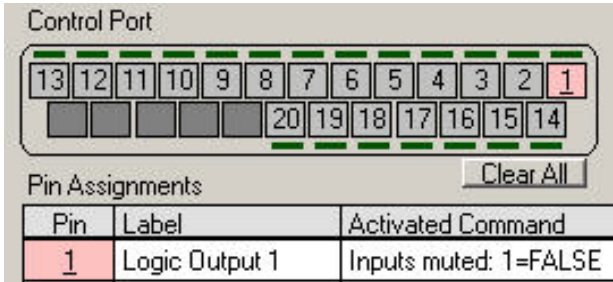 Control Port
13 12 11 10 9 8 7 6 5 4 3 2 1
20 19 18 17 16 15 14
Clear All
Pin Assignments
Pin Label Activated Command
1 Logic Output 1 Inputs muted: 1=FALSE